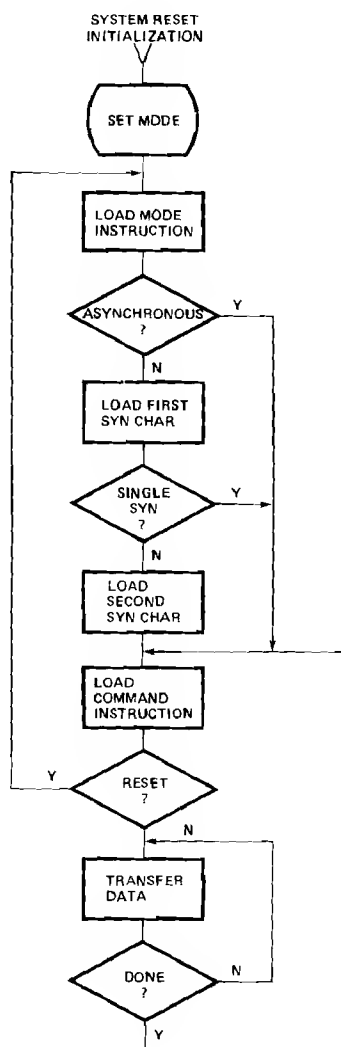 SYSTEM RESET
INITIALIZATION
SET MODE
LOAD MODE
INSTRUCTION
ASYNCHRONOUS
?
Y
N
LOAD FIRST
SYN CHAR
SINGLE
SYN
?
Y
N
LOAD
SECOND
SYN CHAR
LOAD
COMMAND
INSTRUCTION
Y
RESET
?
N
TRANSFER
DATA
DONE
?
N
Y